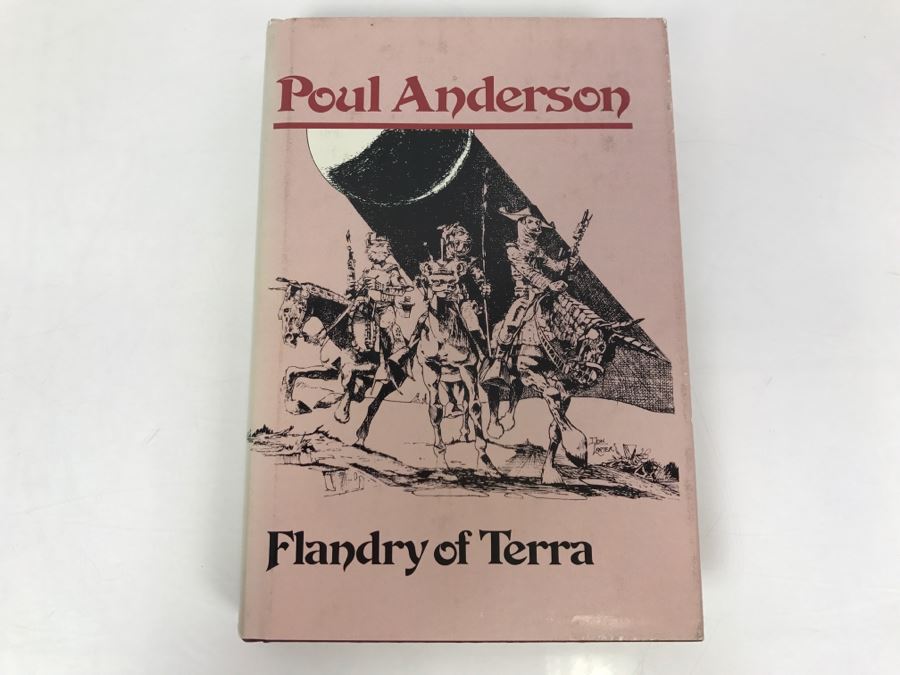 Poul Anderson
Flandry of Terra